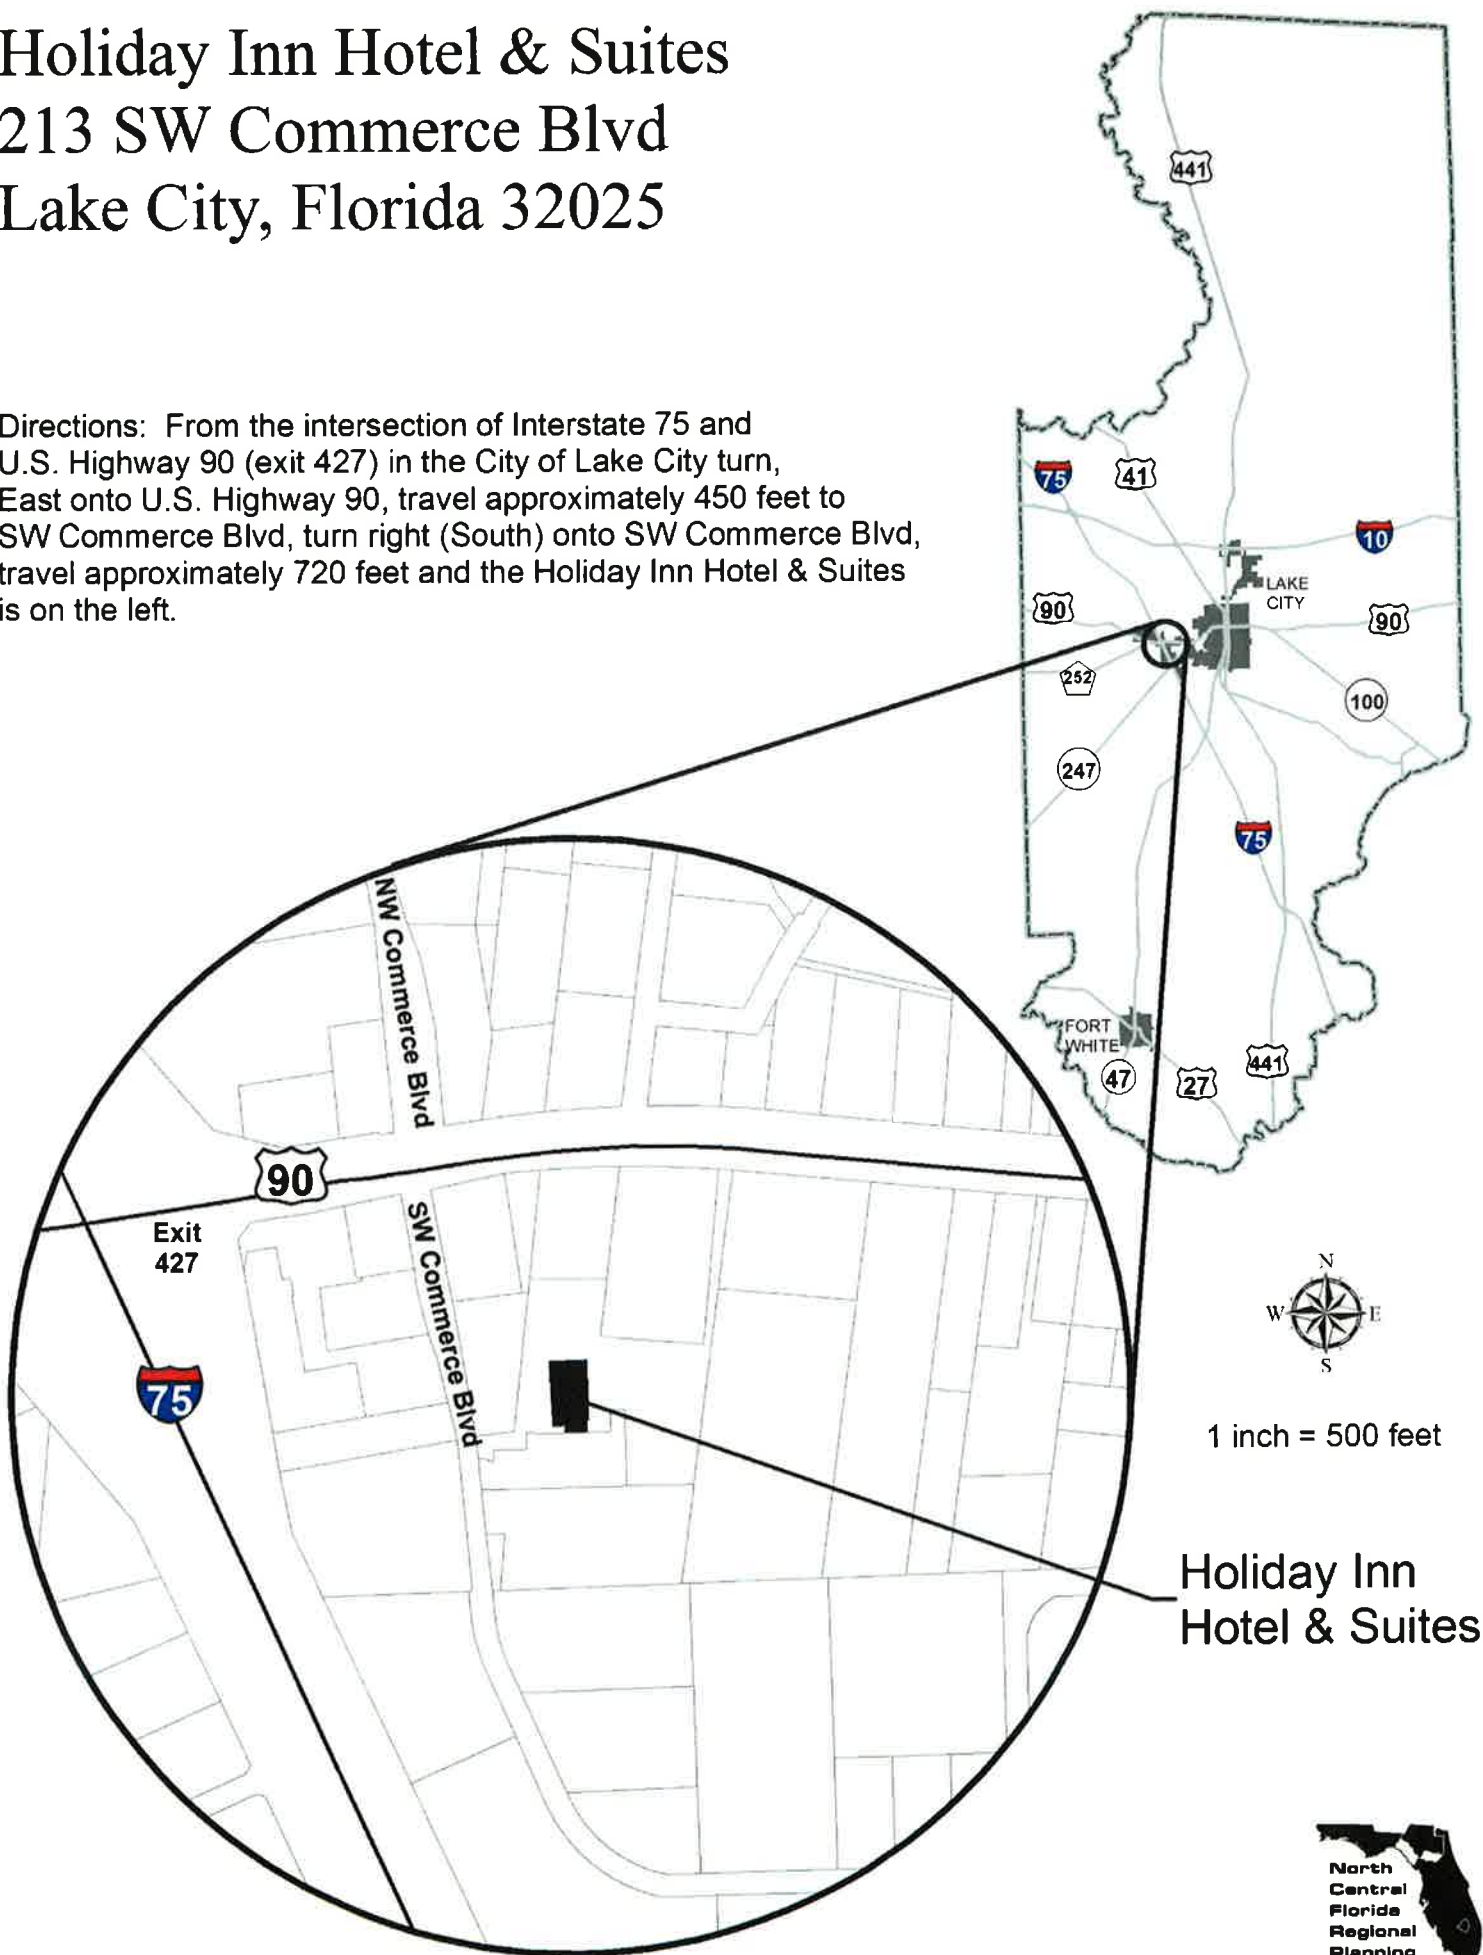 Holiday Inn Hotel & Suites
213 SW Commerce Blvd
Lake City, Florida 32025
Directions: From the intersection of Interstate 75 and
U.S. Highway 90 (exit 427) in the City of Lake City turn,
East onto U.S. Highway 90, travel approximately 450 feet to
SW Commerce Blvd, turn right (South) onto SW Commerce Blvd,
travel approximately 720 feet and the Holiday Inn Hotel & Suites
is on the left.
441
75
41
10
LAKE
CITY
90
90
252
100
247
75
FORT
WHITE
47
27
441
NW Commerce Blvd
90
Exit
427
SW Commerce Blvd
75
N
W
E
S
1 inch = 500 feet
Holiday Inn
Hotel & Suites
North
Central
Florida
Regional
Planning